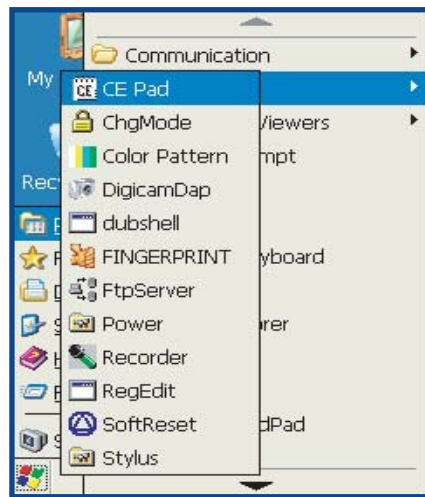 Communication
My
CE Pad
ChgMode
Viewers
Color Pattern
mpt
Rec
DigicamDap
dubshell
FINGERPRINT
yboard
FtpServer
Power
rer
Recorder
RegEdit
SoftReset
dPad
Stylus